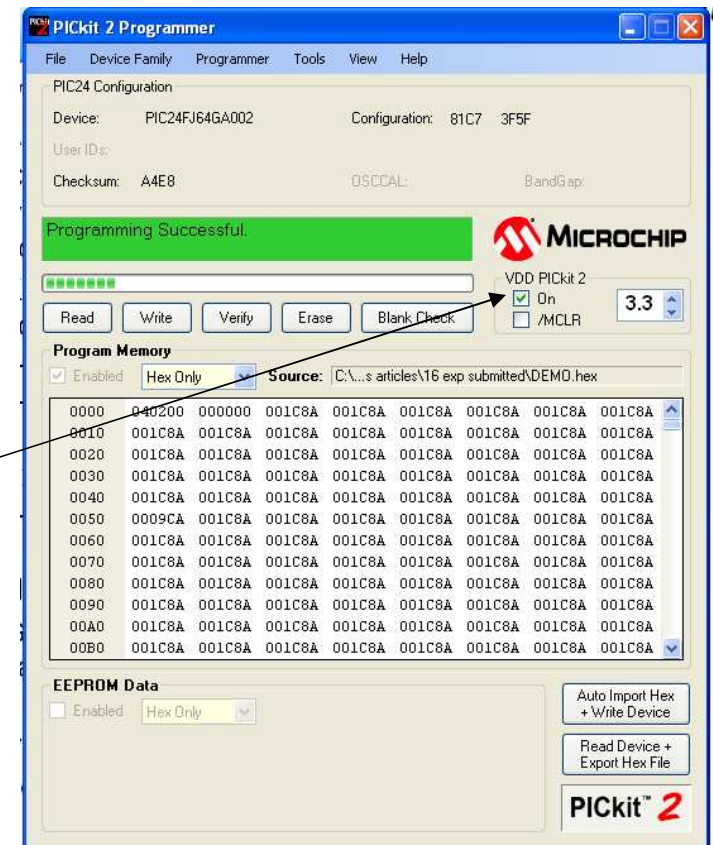 PICkit 2 Programmer
File Device Family Programmer Tools View Help
PIC24 Configuration
Device: PIC24FJ64GA002 Configuration: 81C7 3F5F
User IDs:
Checksum: A4E8 OSCCAL: BandGap:
Programming Successful.
MICROCHIP
VDD PICkit 2
On
/MCLR
3.3
Read Write Verify Erase Blank Check
Program Memory
Enabled Hex Only Source: C:\...s articles\16 exp submitted\DEMO.hex
0000 040200 000000 001C8A 001C8A 001C8A 001C8A 001C8A 001C8A
0010 001C8A 001C8A 001C8A 001C8A 001C8A 001C8A 001C8A 001C8A
0020 001C8A 001C8A 001C8A 001C8A 001C8A 001C8A 001C8A 001C8A
0030 001C8A 001C8A 001C8A 001C8A 001C8A 001C8A 001C8A 001C8A
0040 001C8A 001C8A 001C8A 001C8A 001C8A 001C8A 001C8A 001C8A
0050 0009CA 001C8A 001C8A 001C8A 001C8A 001C8A 001C8A 001C8A
0060 001C8A 001C8A 001C8A 001C8A 001C8A 001C8A 001C8A 001C8A
0070 001C8A 001C8A 001C8A 001C8A 001C8A 001C8A 001C8A 001C8A
0080 001C8A 001C8A 001C8A 001C8A 001C8A 001C8A 001C8A 001C8A
0090 001C8A 001C8A 001C8A 001C8A 001C8A 001C8A 001C8A 001C8A
00A0 001C8A 001C8A 001C8A 001C8A 001C8A 001C8A 001C8A 001C8A
00B0 001C8A 001C8A 001C8A 001C8A 001C8A 001C8A 001C8A 001C8A
EEPROM Data
Enabled Hex Only
Auto Import Hex
+ Write Device
Read Device +
Export Hex File
PICkit™ 2